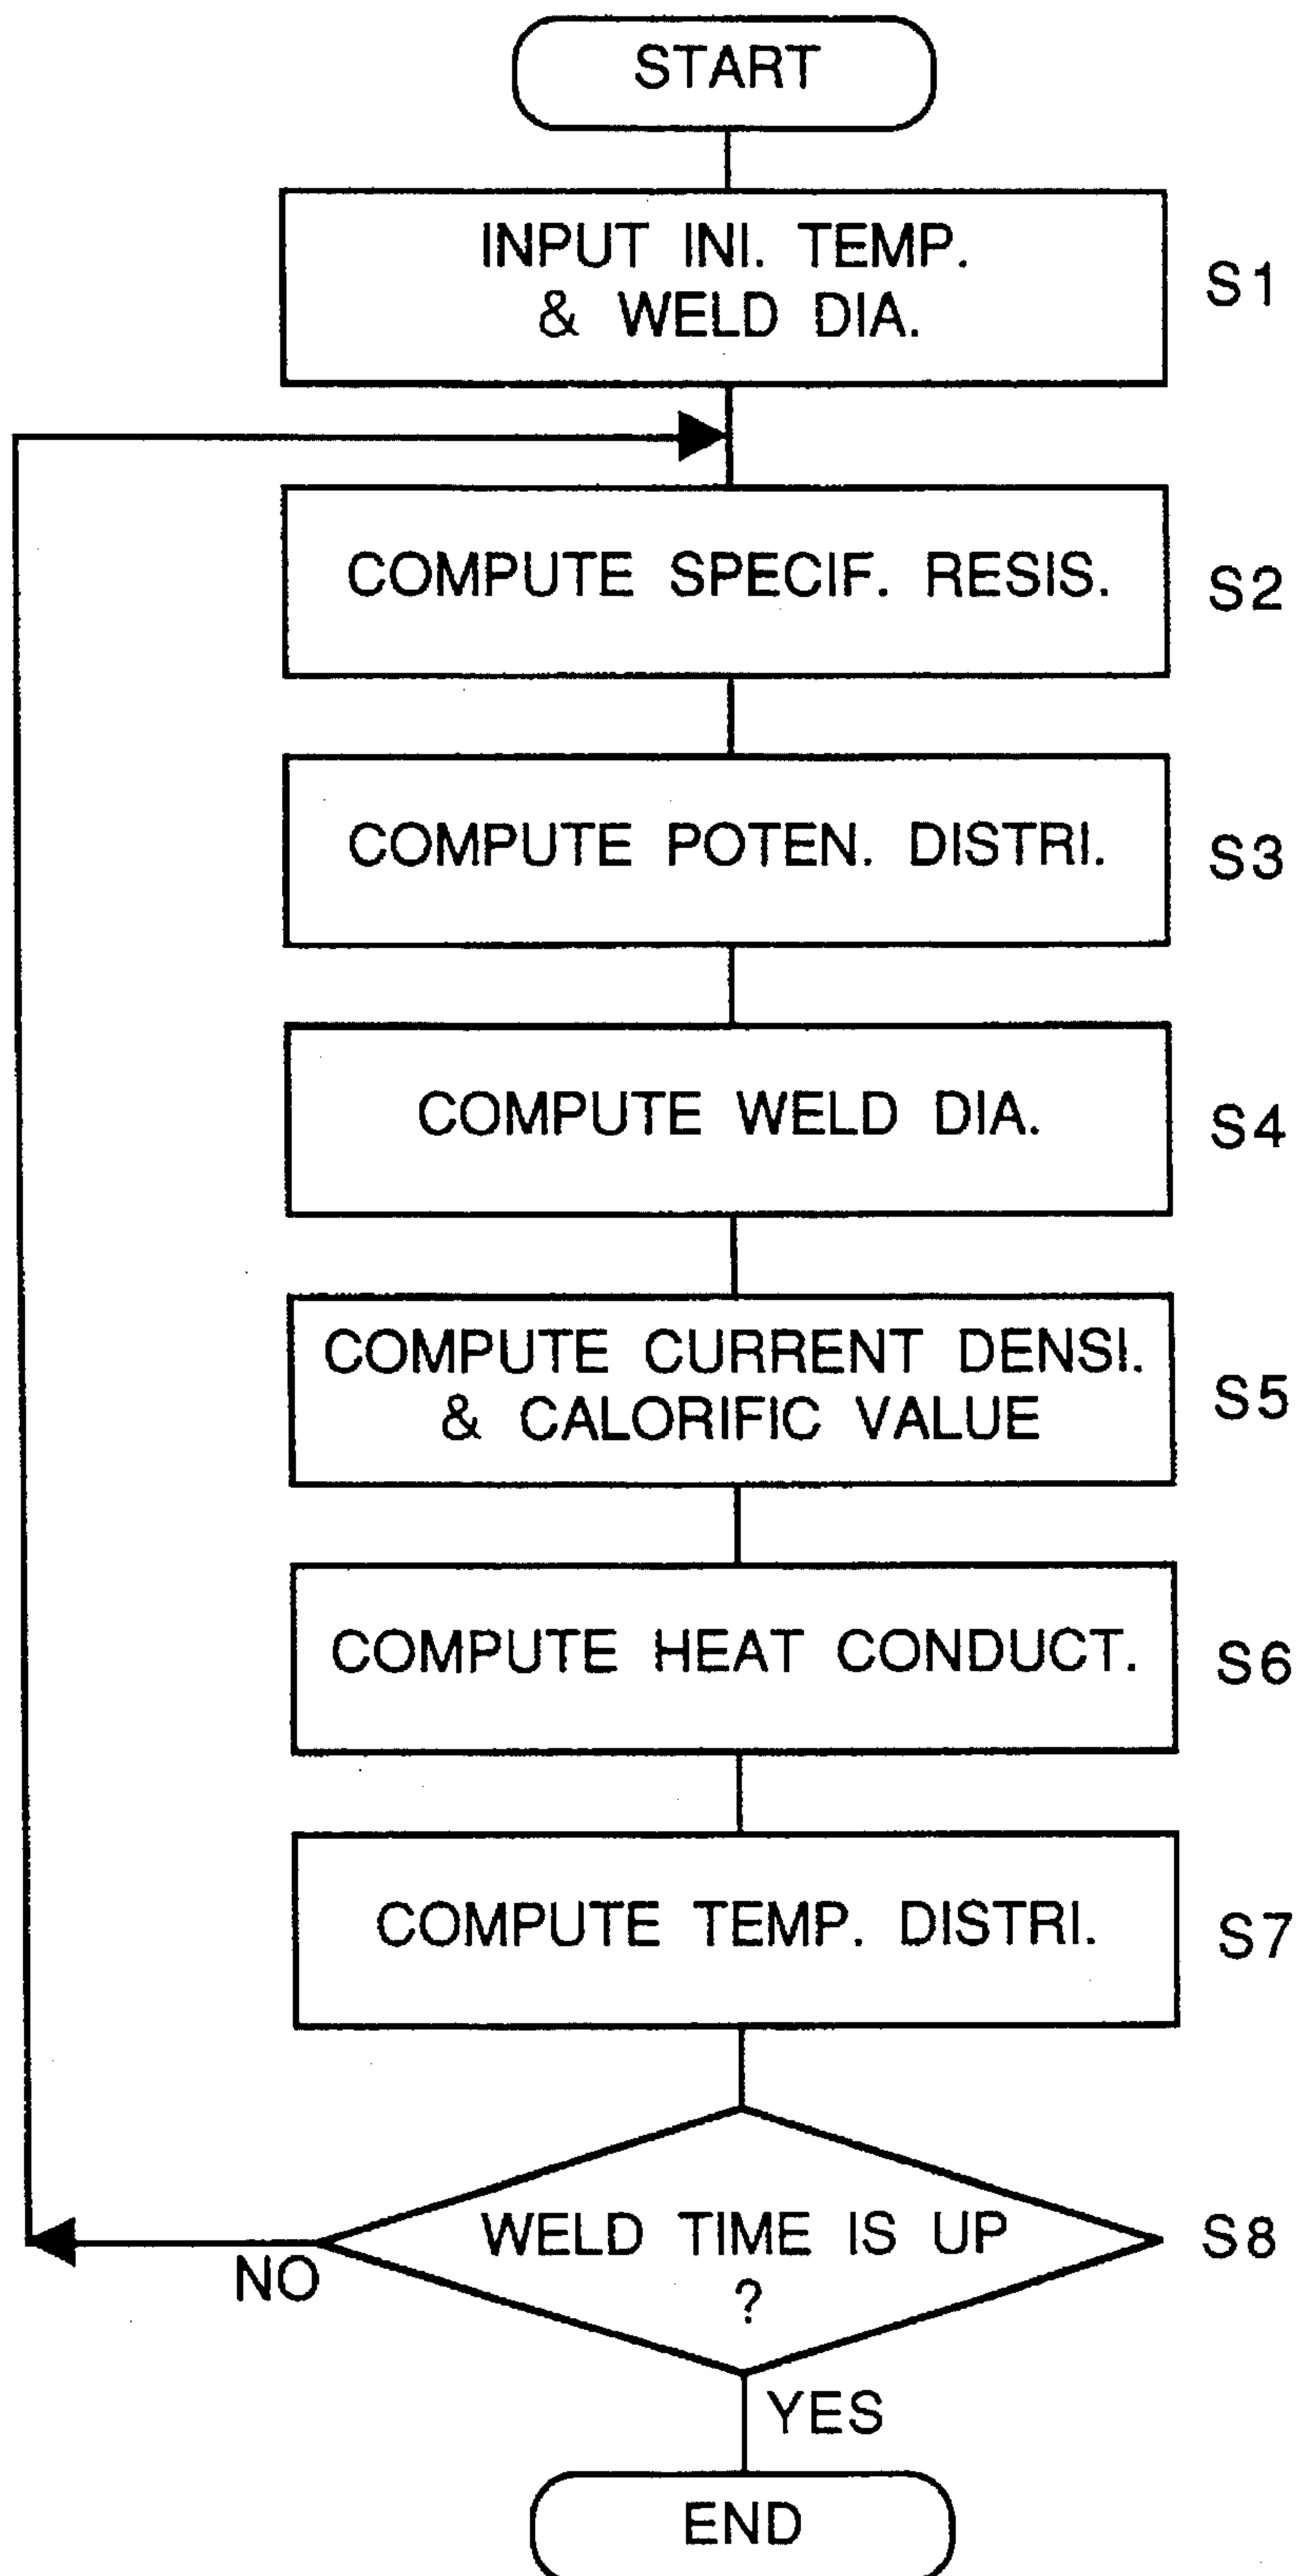 START
INPUT INI. TEMP.
& WELD DIA.
S1
COMPUTE SPECIF. RESIS.
S2
COMPUTE POTEN. DISTRI.
S3
COMPUTE WELD DIA.
S4
COMPUTE CURRENT DENSI.
& CALORIFIC VALUE
S5
COMPUTE HEAT CONDUCT.
S6
COMPUTE TEMP. DISTRI.
S7
WELD TIME IS UP
?
S8
NO
YES
END